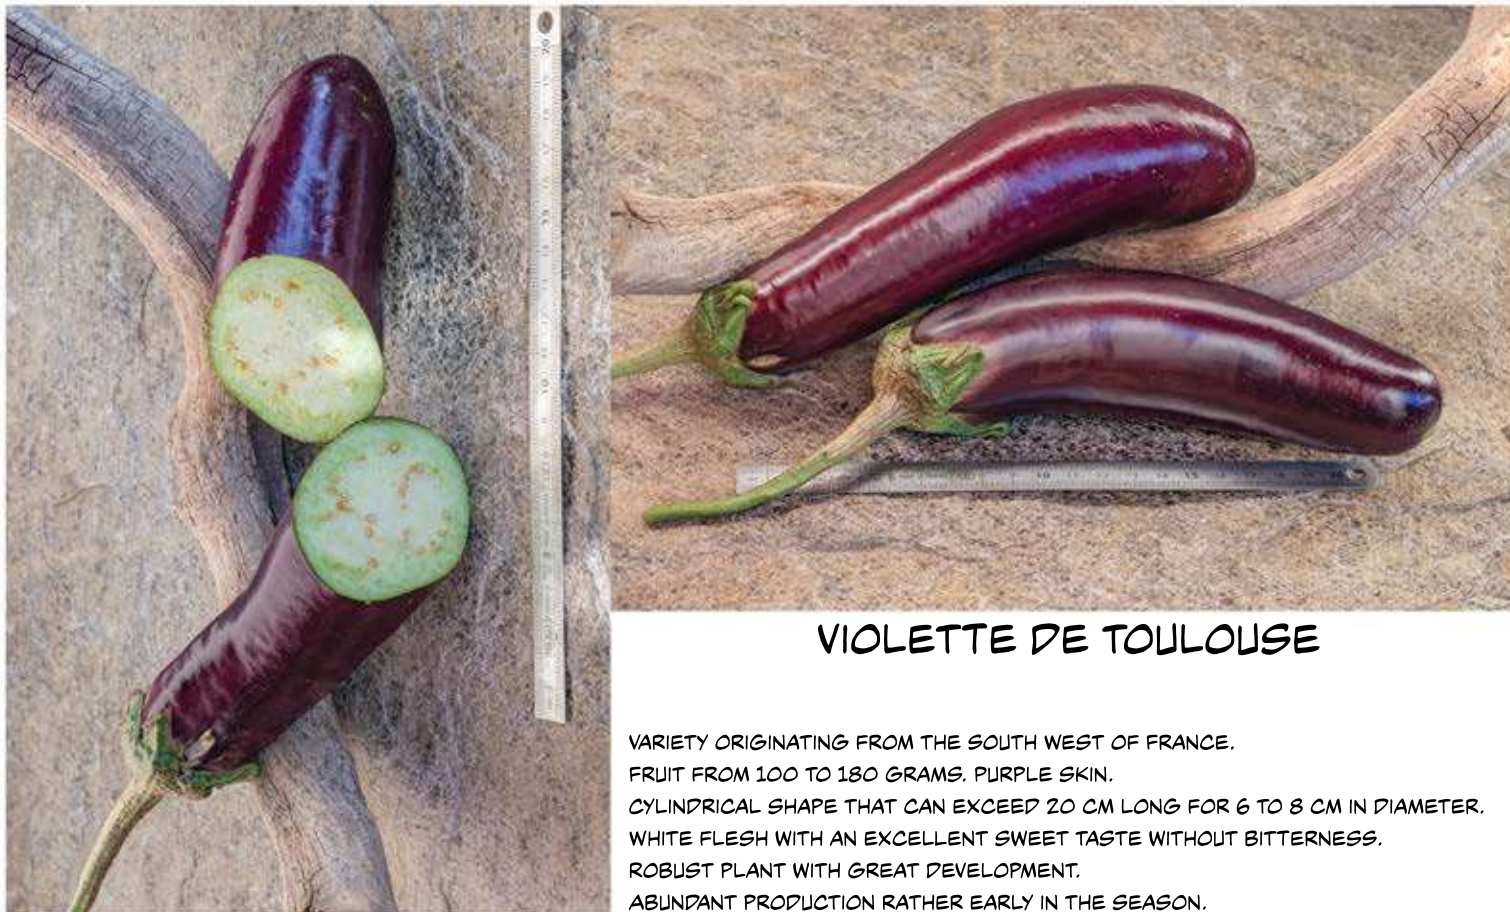 VIOLETTE DE TOULOUSE
VARIETY ORIGINATING FROM THE SOUTH WEST OF FRANCE.
FRUIT FROM 100 TO 180 GRAMS. PURPLE SKIN.
CYLINDRICAL SHAPE THAT CAN EXCEED 20 CM LONG FOR 6 TO 8 CM IN DIAMETER.
WHITE FLESH WITH AN EXCELLENT SWEET TASTE WITHOUT BITTERNESS.
ROBUST PLANT WITH GREAT DEVELOPMENT.
ABUNDANT PRODUCTION RATHER EARLY IN THE SEASON.